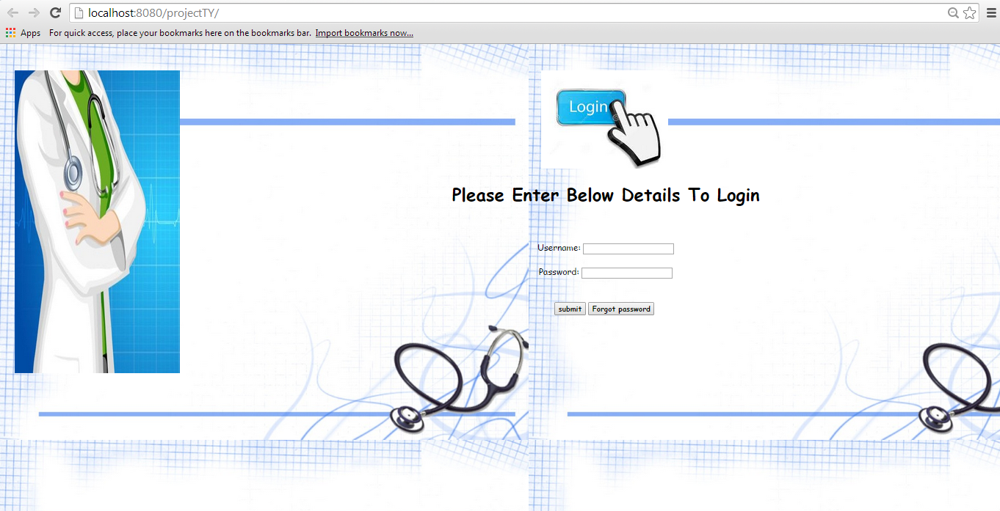 localhost:8080/projectTY/
Apps For quick access, place your bookmarks here on the bookmarks bar. Import bookmarks now...
Login
Please Enter Below Details To Login
Username:
Password:
submit Forgot password